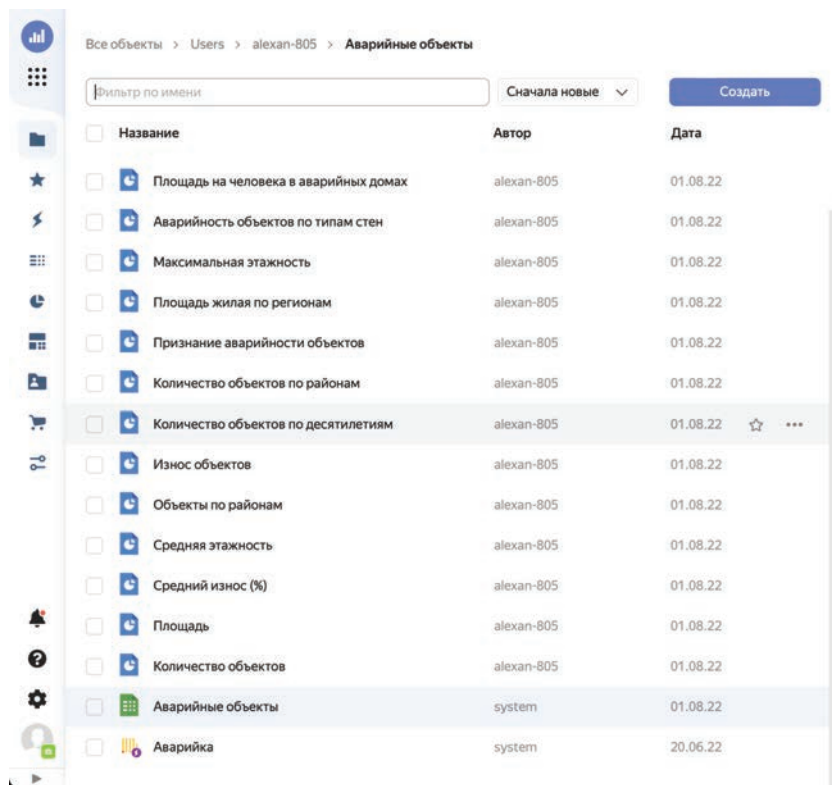 Все объекты > Users > alexan-805 > Аварийные объекты
Фильтр по имени Сначала новые Создать
Название Автор Дата
Площадь на человека в аварийных домах alexan-805 01.08.22
Аварийность объектов по типам стен alexan-805 01.08.22
Максимальная этажность alexan-805 01.08.22
Площадь жилая по регионам alexan-805 01.08.22
Признание аварийности объектов alexan-805 01.08.22
Количество объектов по районам alexan-805 01.08.22
Количество объектов по десятилетиям alexan-805 01.08.22
Износ объектов alexan-805 01.08.22
Объекты по районам alexan-805 01.08.22
Средняя этажность alexan-805 01.08.22
Средний износ (%) alexan-805 01.08.22
Площадь alexan-805 01.08.22
Количество объектов alexan-805 01.08.22
Аварийные объекты system 01.08.22
Аварийка system 20.06.22